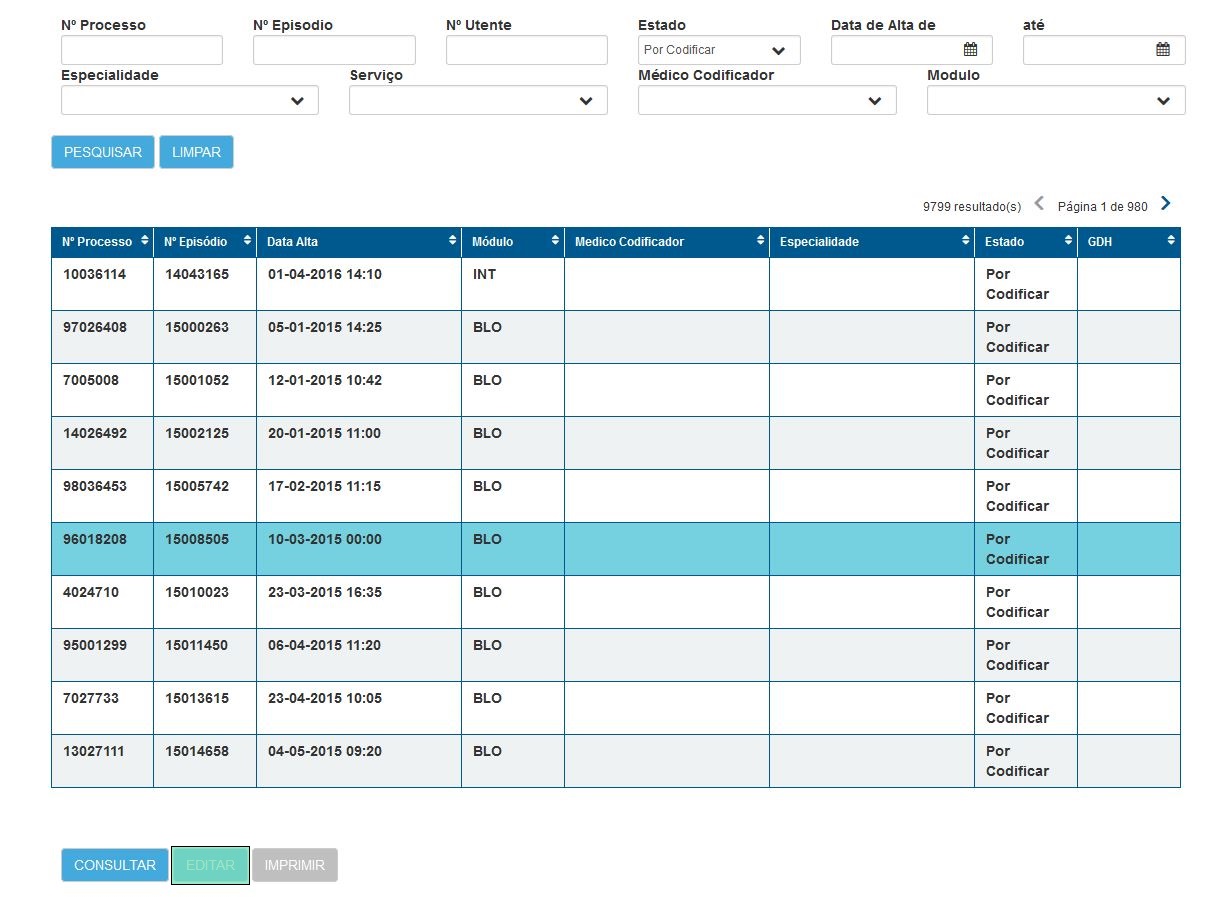 Nº Processo Nº Episodio Nº Utente Estado Data de Alta de até
Por Codificar
Especialidade Serviço Médico Codificador Modulo
PESQUISAR LIMPAR
9799 resultado(s) Página 1 de 980
Nº Processo Nº Episódio Data Alta Módulo Medico Codificador Especialidade Estado GDH
10036114 14043165 01-04-2016 14:10 INT Por
Codificar
97026408 15000263 05-01-2015 14:25 BLO Por
Codificar
7005008 15001052 12-01-2015 10:42 BLO Por
Codificar
14026492 15002125 20-01-2015 11:00 BLO Por
Codificar
98036453 15005742 17-02-2015 11:15 BLO Por
Codificar
96018208 15008505 10-03-2015 00:00 BLO Por
Codificar
4024710 15010023 23-03-2015 16:35 BLO Por
Codificar
95001299 15011450 06-04-2015 11:20 BLO Por
Codificar
7027733 15013615 23-04-2015 10:05 BLO Por
Codificar
13027111 15014658 04-05-2015 09:20 BLO Por
Codificar
CONSULTAR EDITAR IMPRIMIR